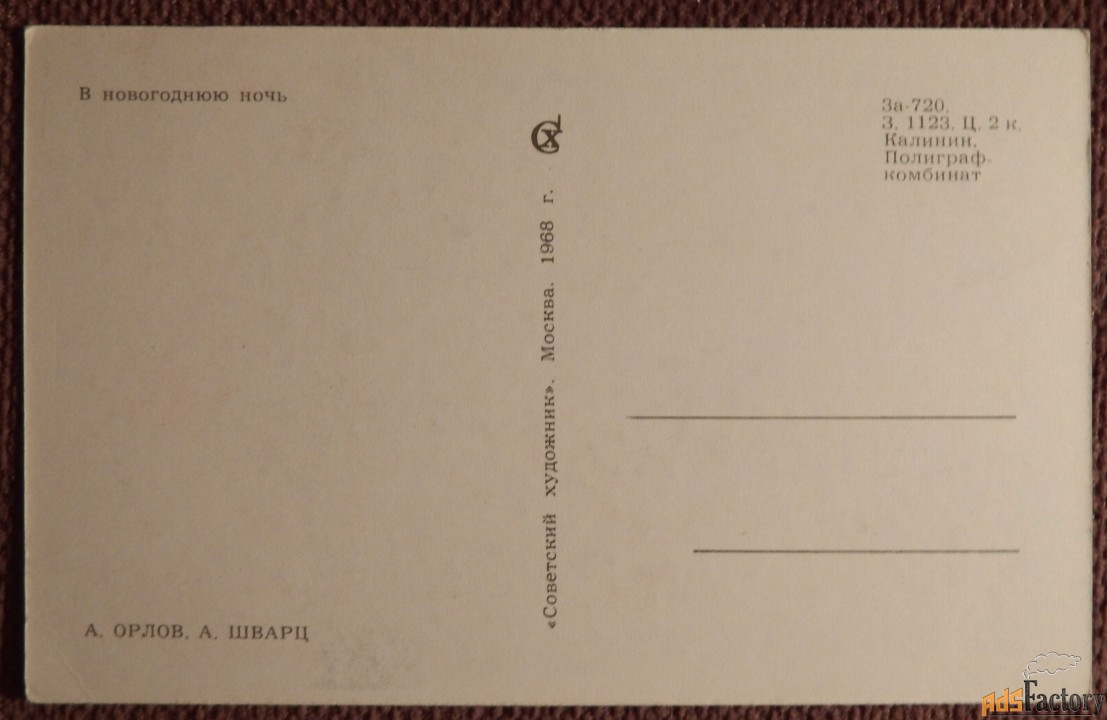 В новогоднюю ночь
А. ОРЛОВ, А. ШВАРЦ
СХ
«Советский художник». Москва. 1968 г.
За-720.
З. 1123. Ц. 2 к.
Калинин.
Полиграф-
комбинат
AdsFactory